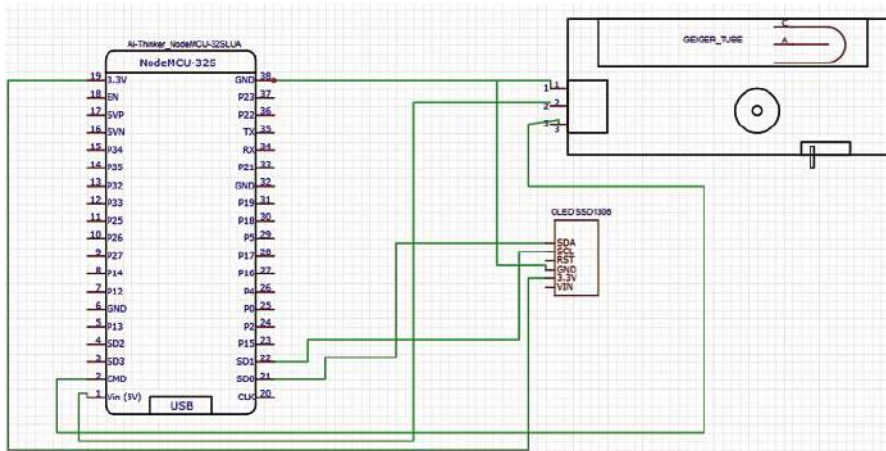 Ai-Thinker_NodeMCU-32SLUA
NodeMCU-32S
19 3.3V GND 38
18 EN P23 37
17 SVP P22 36
16 SVN TX 35
15 P34 RX 34
14 P35 P21 33
13 P32 GND 32
12 P33 P19 31
11 P25 P18 30
10 P26 P5 29
9 P27 P17 28
8 P14 P16 27
7 P12 P4 26
6 GND P0 25
5 P13 P2 24
4 SD2 P15 23
3 SD3 SD1 22
2 CMD SD0 21
1 Vin (5V) CLK 20
USB
GEIGER_TUBE
C
A
1 1
2 2
3 3
OLEDSSD1306
SDA
SCL
RST
GND
3.3V
VIN